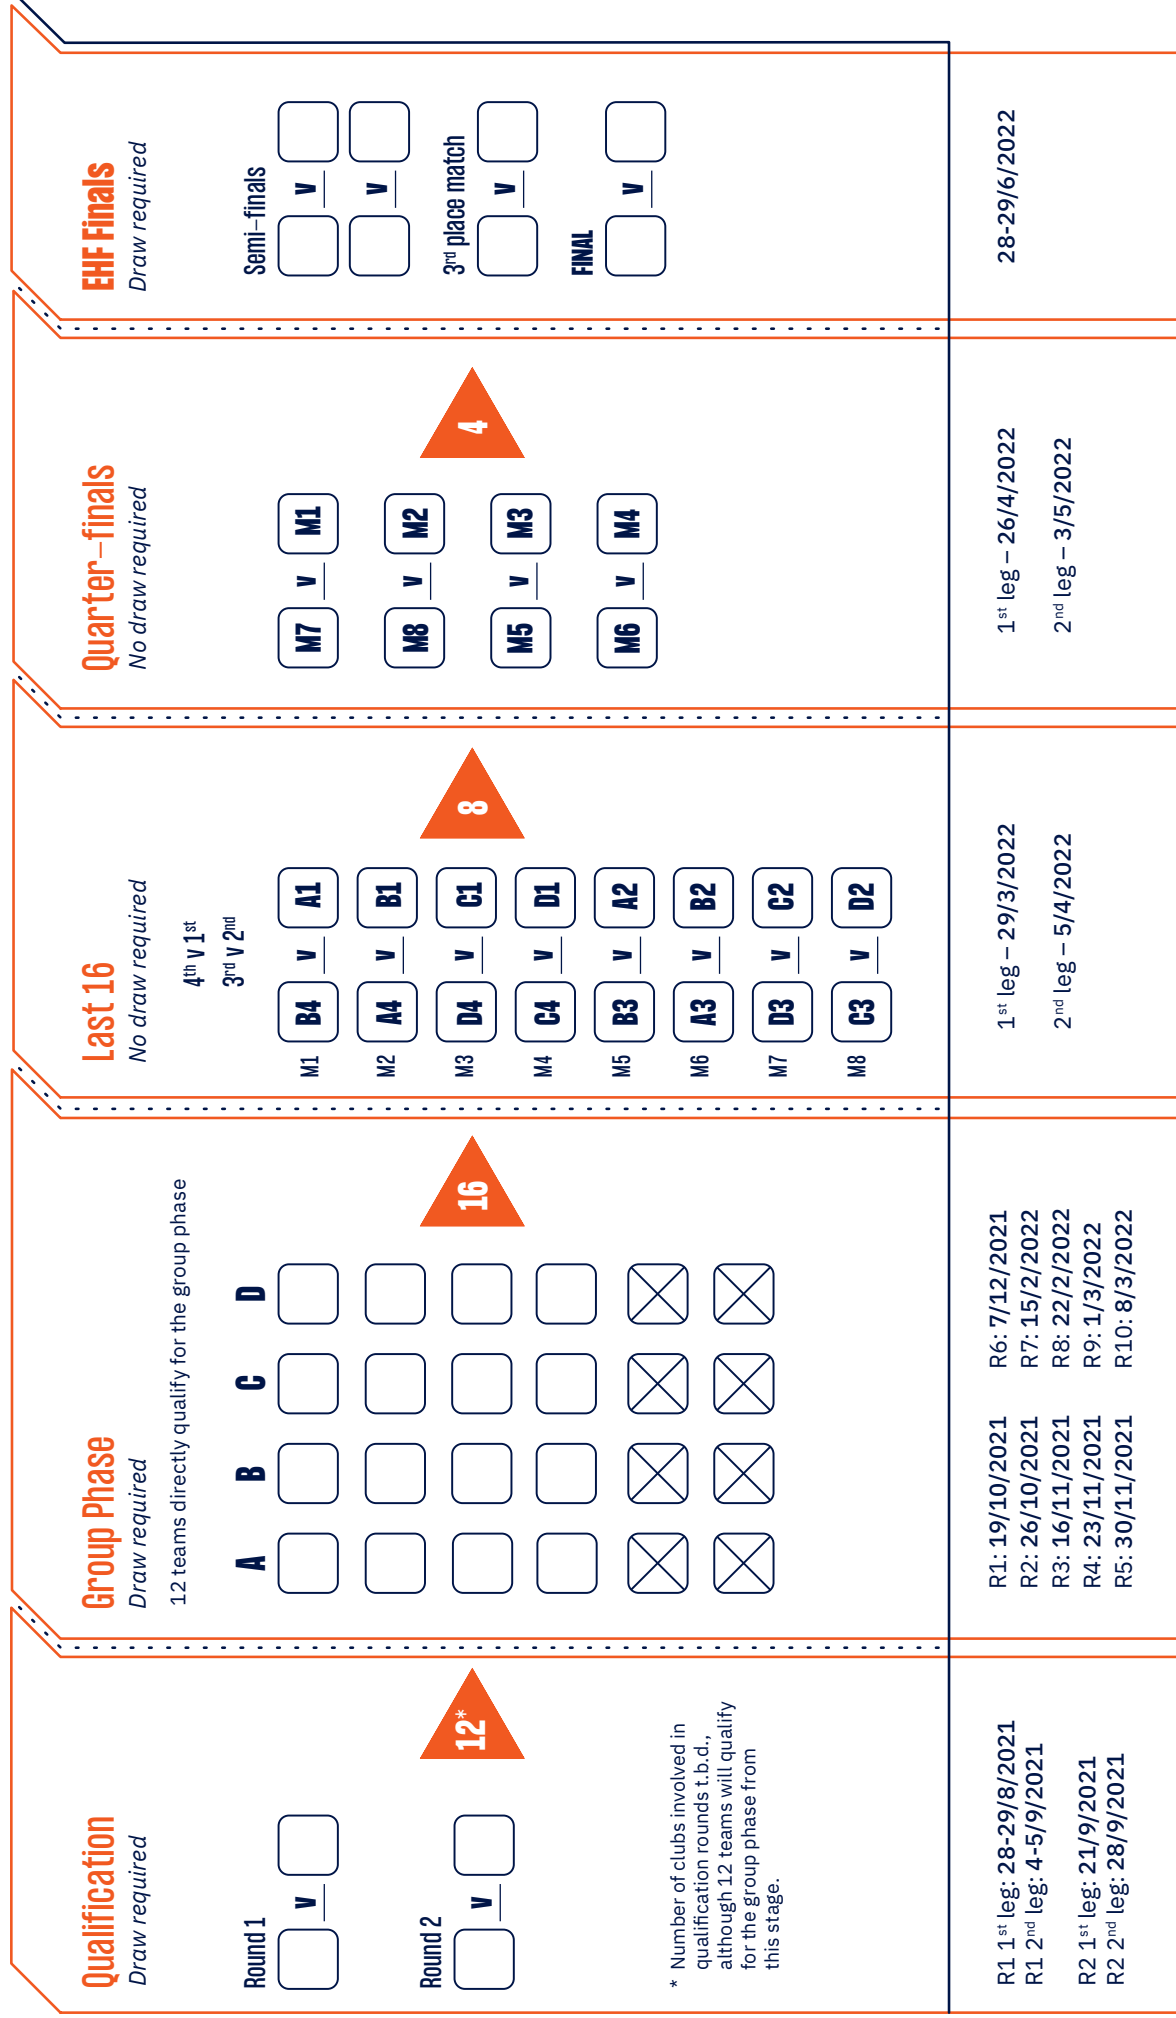 Qualification
Draw required
Round 1
V
Round 2
V
12*
* Number of clubs involved in
qualification rounds t.b.d.,
although 12 teams will qualify
for the group phase from
this stage.
R1 1st leg: 28-29/8/2021
R1 2nd leg: 4-5/9/2021
R2 1st leg: 21/9/2021
R2 2nd leg: 28/9/2021
Group Phase
Draw required
12 teams directly qualify for the group phase
A B C D
16
R1: 19/10/2021
R2: 26/10/2021
R3: 16/11/2021
R4: 23/11/2021
R5: 30/11/2021
R6: 7/12/2021
R7: 15/2/2022
R8: 22/2/2022
R9: 1/3/2022
R10: 8/3/2022
Last 16
No draw required
4th v 1st
3rd v 2nd
M1 B4 V A1
M2 A4 V B1
M3 D4 V C1
M4 C4 V D1
M5 B3 V A2
M6 A3 V B2
M7 D3 V C2
M8 C3 V D2
8
1st leg – 29/3/2022
2nd leg – 5/4/2022
Quarter–finals
No draw required
M7 V M1
M8 V M2
M5 V M3
M6 V M4
4
1st leg – 26/4/2022
2nd leg – 3/5/2022
EHF Finals
Draw required
Semi–finals
V
V
3rd place match
V
FINAL
V
28-29/6/2022